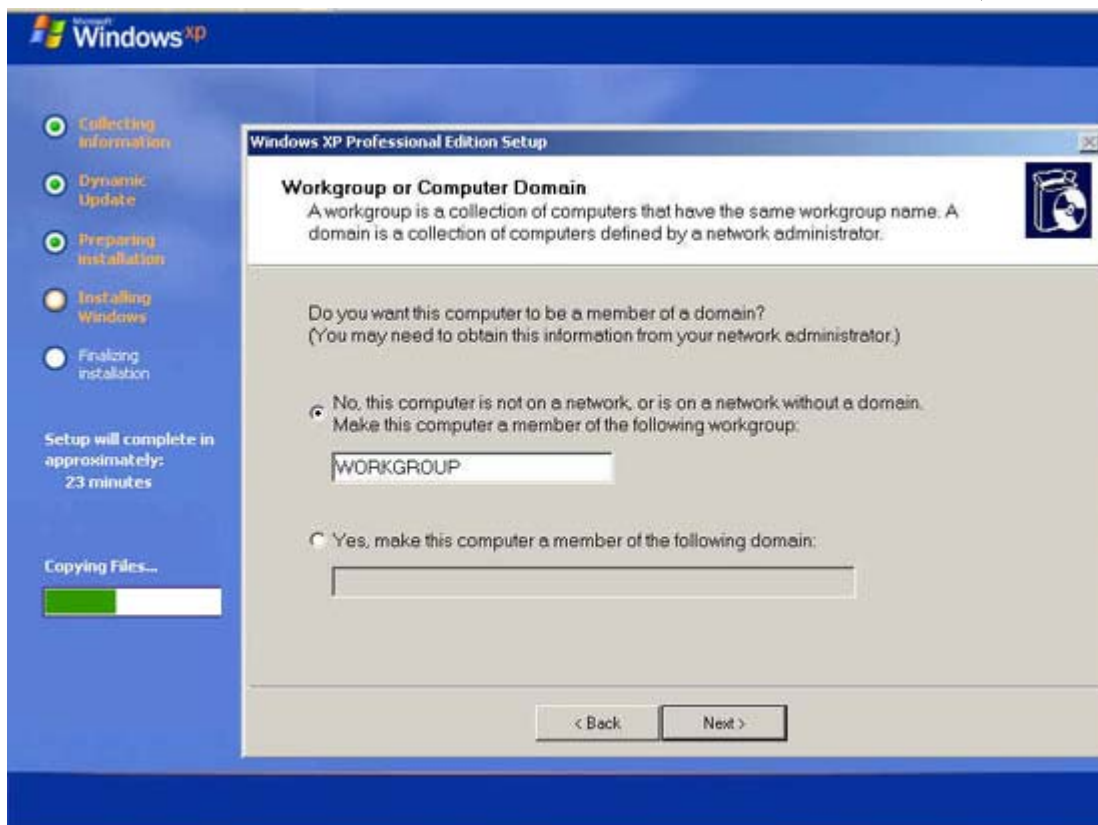 Microsoft
Windows xp
Collecting
information
Dynamic
Update
Preparing
installation
Installing
Windows
Finalizing
installation
Setup will complete in
approximately:
23 minutes
Copying Files...
Windows XP Professional Edition Setup
Workgroup or Computer Domain
A workgroup is a collection of computers that have the same workgroup name. A
domain is a collection of computers defined by a network administrator.
Do you want this computer to be a member of a domain?
(You may need to obtain this information from your network administrator.)
No, this computer is not on a network, or is on a network without a domain.
Make this computer a member of the following workgroup:
WORKGROUP
Yes, make this computer a member of the following domain:
< Back
Next >